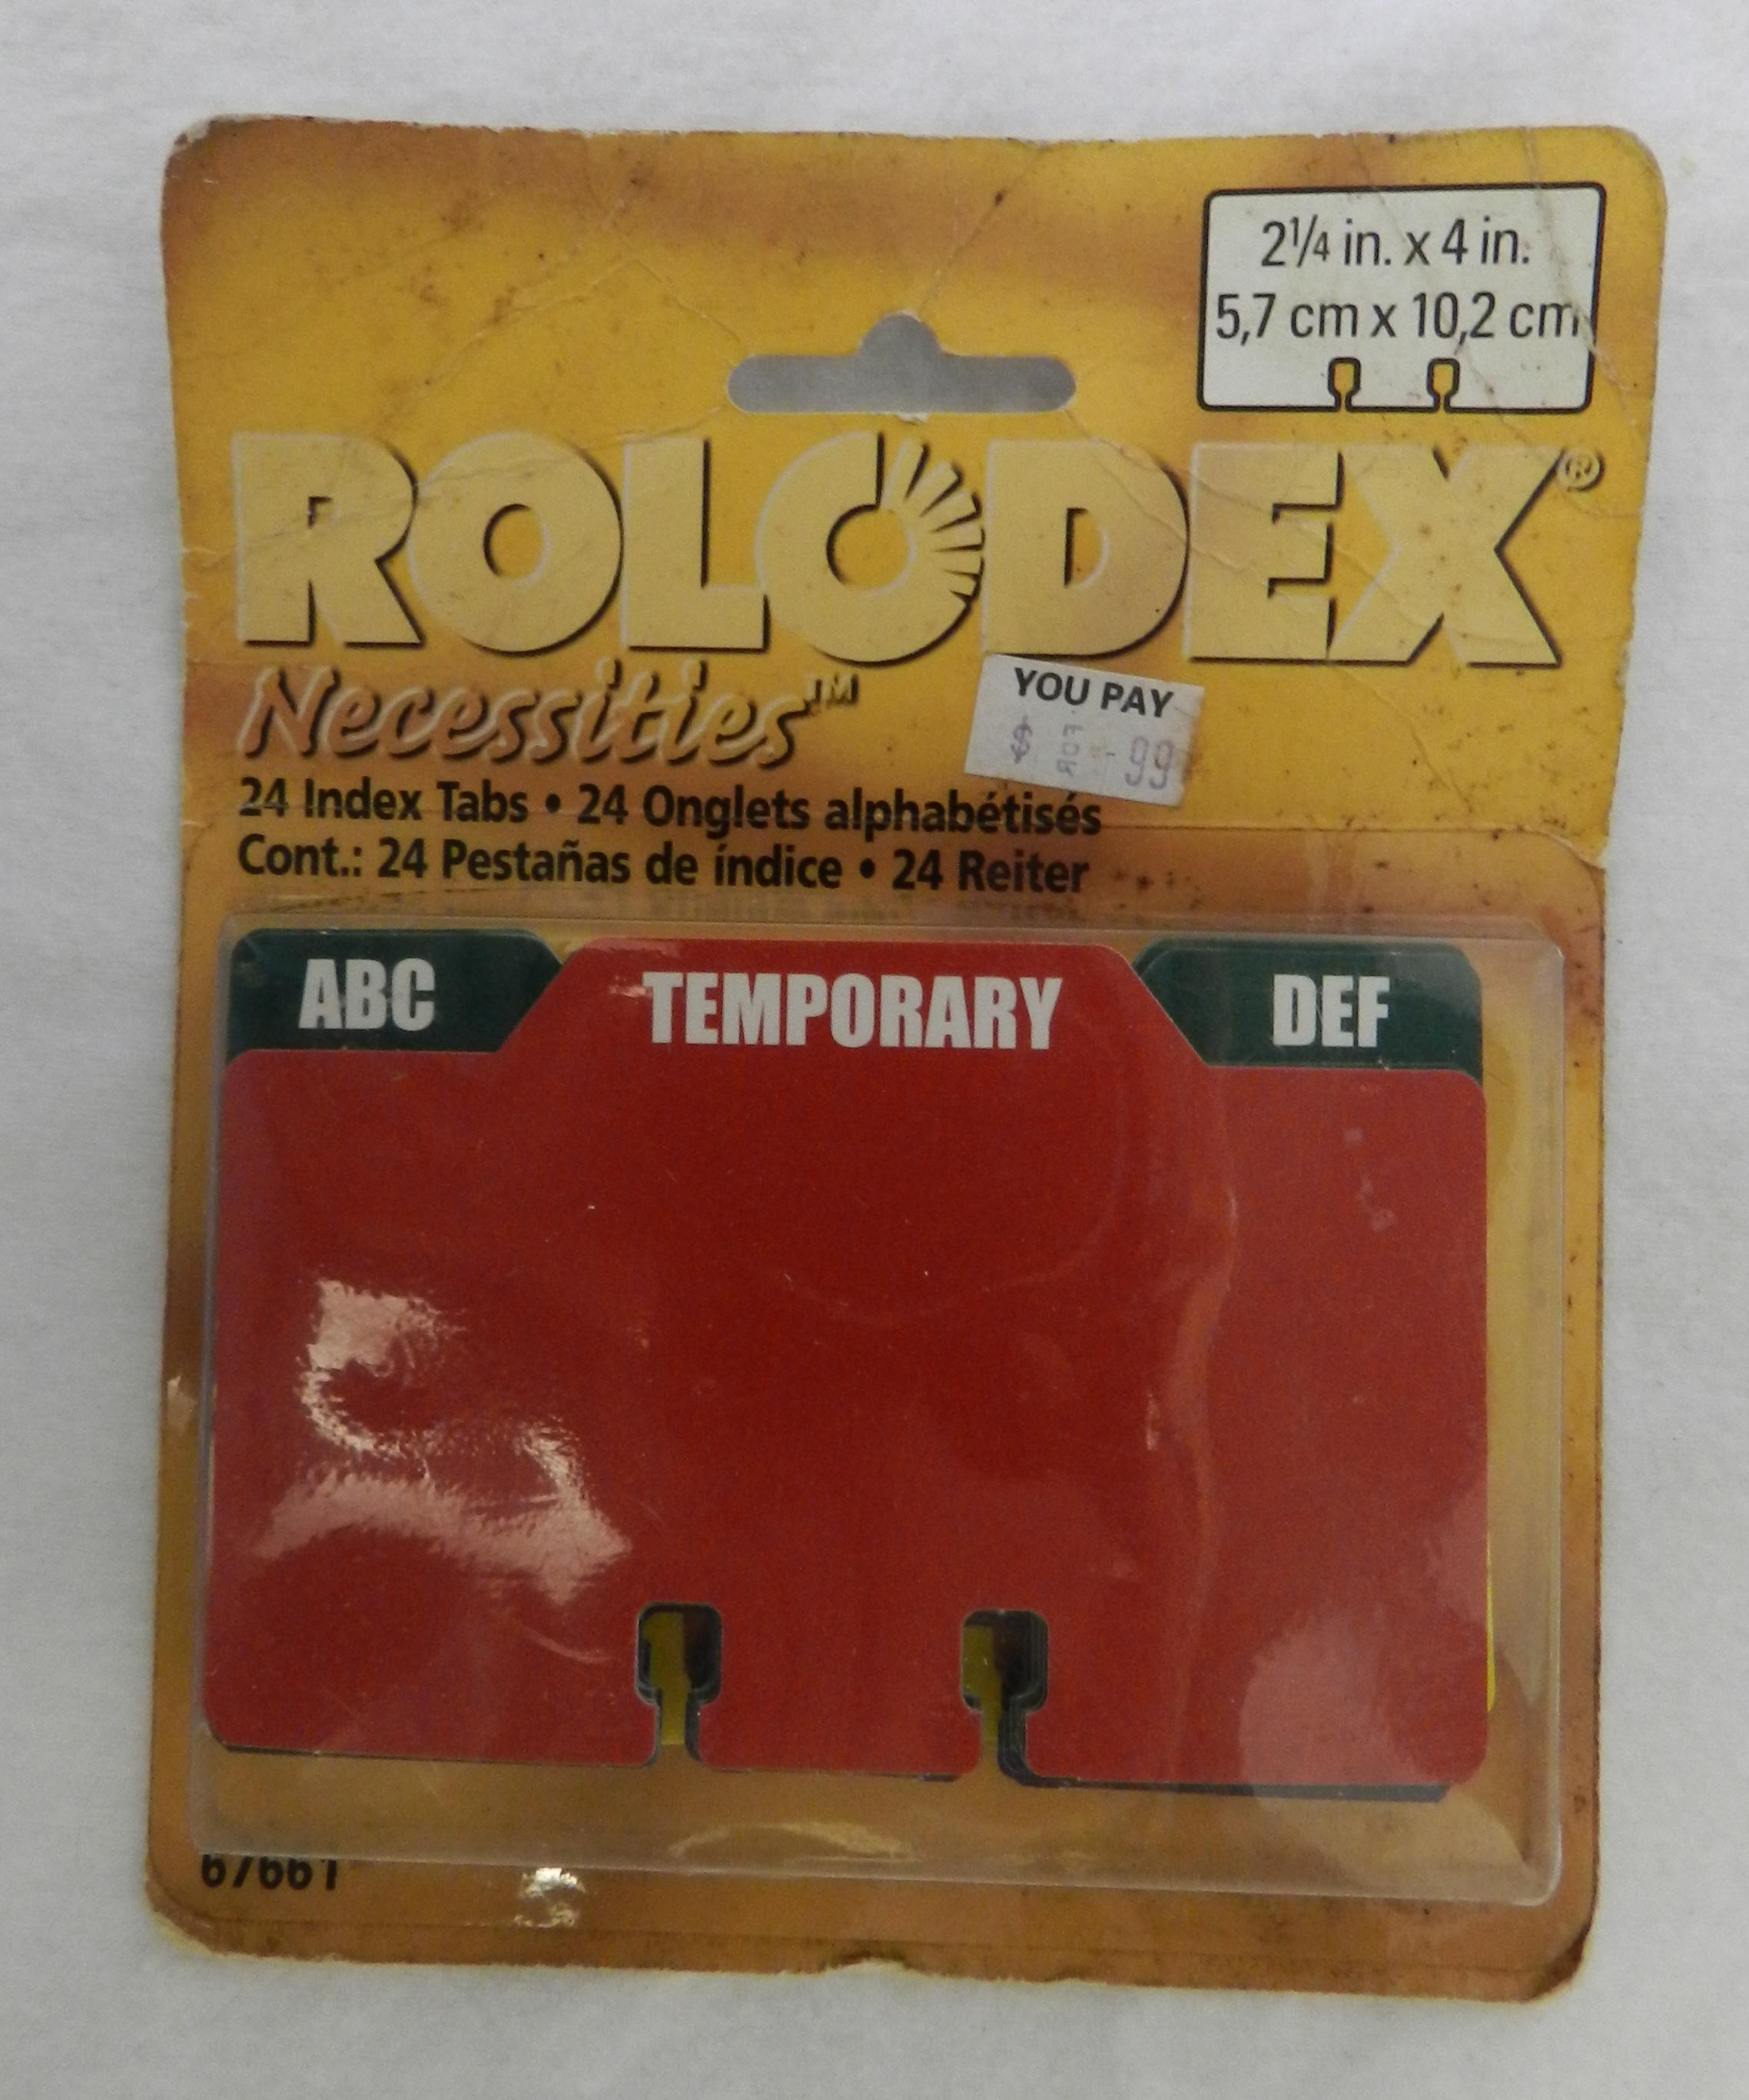 2¼ in. x 4 in.
5,7 cm x 10,2 cm
ROLODEX®
Necessities™
YOU PAY
$ FOR .99
24 Index Tabs • 24 Onglets alphabétisés
Cont.: 24 Pestañas de índice • 24 Reiter
ABC
TEMPORARY
DEF
67661